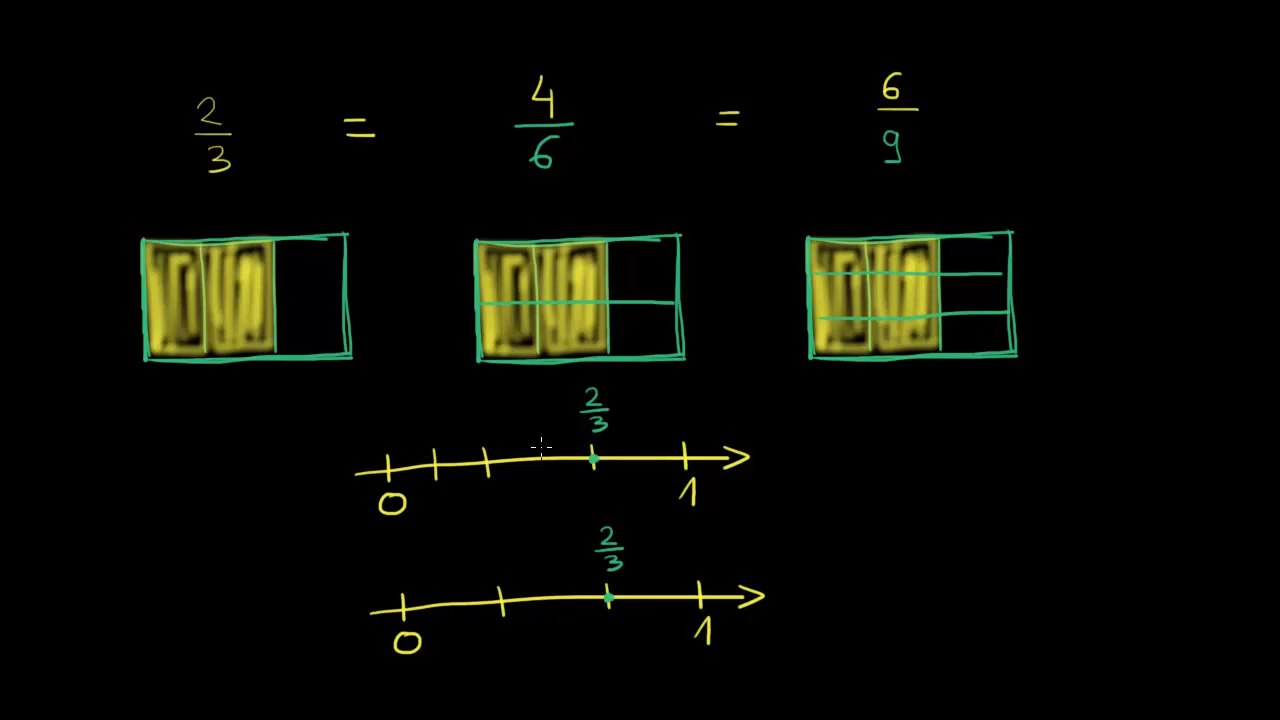 2/3 = 4/6 = 6/9
2/3
0 1
2/3
0 1